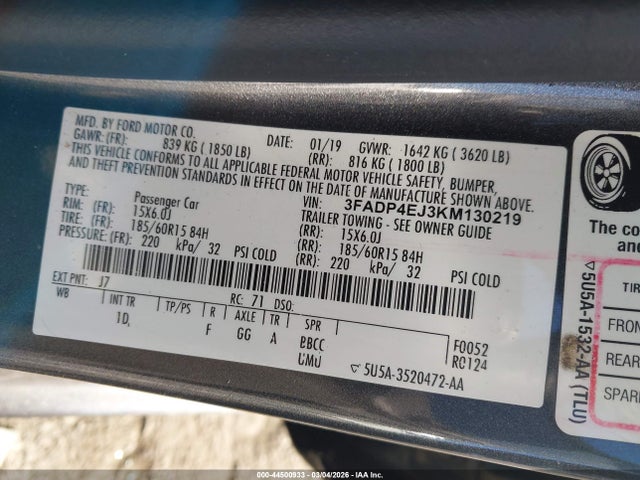 MFD. BY FORD MOTOR CO.
DATE: 01/19 GVWR: 1642 KG ( 3620 LB)
GAWR: (FR): 839 KG ( 1850 LB) (RR): 816 KG ( 1800 LB)
THIS VEHICLE CONFORMS TO ALL APPLICABLE FEDERAL MOTOR VEHICLE SAFETY, BUMPER,
AND THEFT PREVENTION STANDARDS IN EFFECT ON THE DATE OF MANUFACTURE SHOWN ABOVE.
VIN: 3FADP4EJ3KM130219
TYPE: Passenger Car TRAILER TOWING - SEE OWNER GUIDE
RIM: (FR): 15X6.0J (RR): 15X6.0J
TIRE: (FR): 185/60R15 84H (RR): 185/60R15 84H
PRESSURE: (FR): 220 kPa/ 32 PSI COLD (RR): 220 kPa/ 32 PSI COLD
EXT PNT: J7 RC: 71 DSO:
WB INT TR TP/PS R AXLE TR SPR
1D, F GG A BBCC F0052
UMU R0124
▽ 5U5A-3520472-AA
▽5U5A-1532-AA (TL0)
The co
are
TIR
FRON
REAR
SPAR
000-44500933 - 03/04/2026 - IAA Inc.